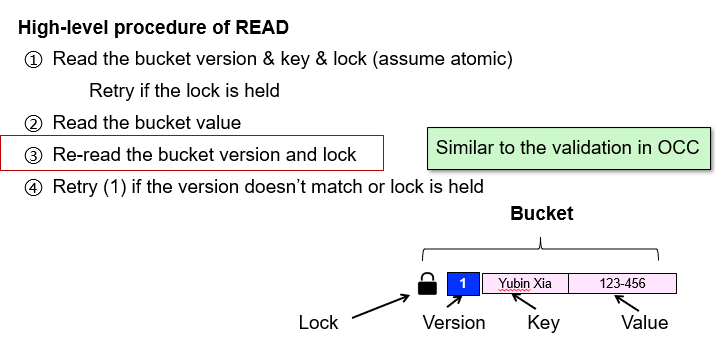 High-level procedure of READ
① Read the bucket version & key & lock (assume atomic)
Retry if the lock is held
② Read the bucket value
③ Re-read the bucket version and lock
Similar to the validation in OCC
④ Retry (1) if the version doesn't match or lock is held
Bucket
1 Yubin Xia 123-456
Lock Version Key Value